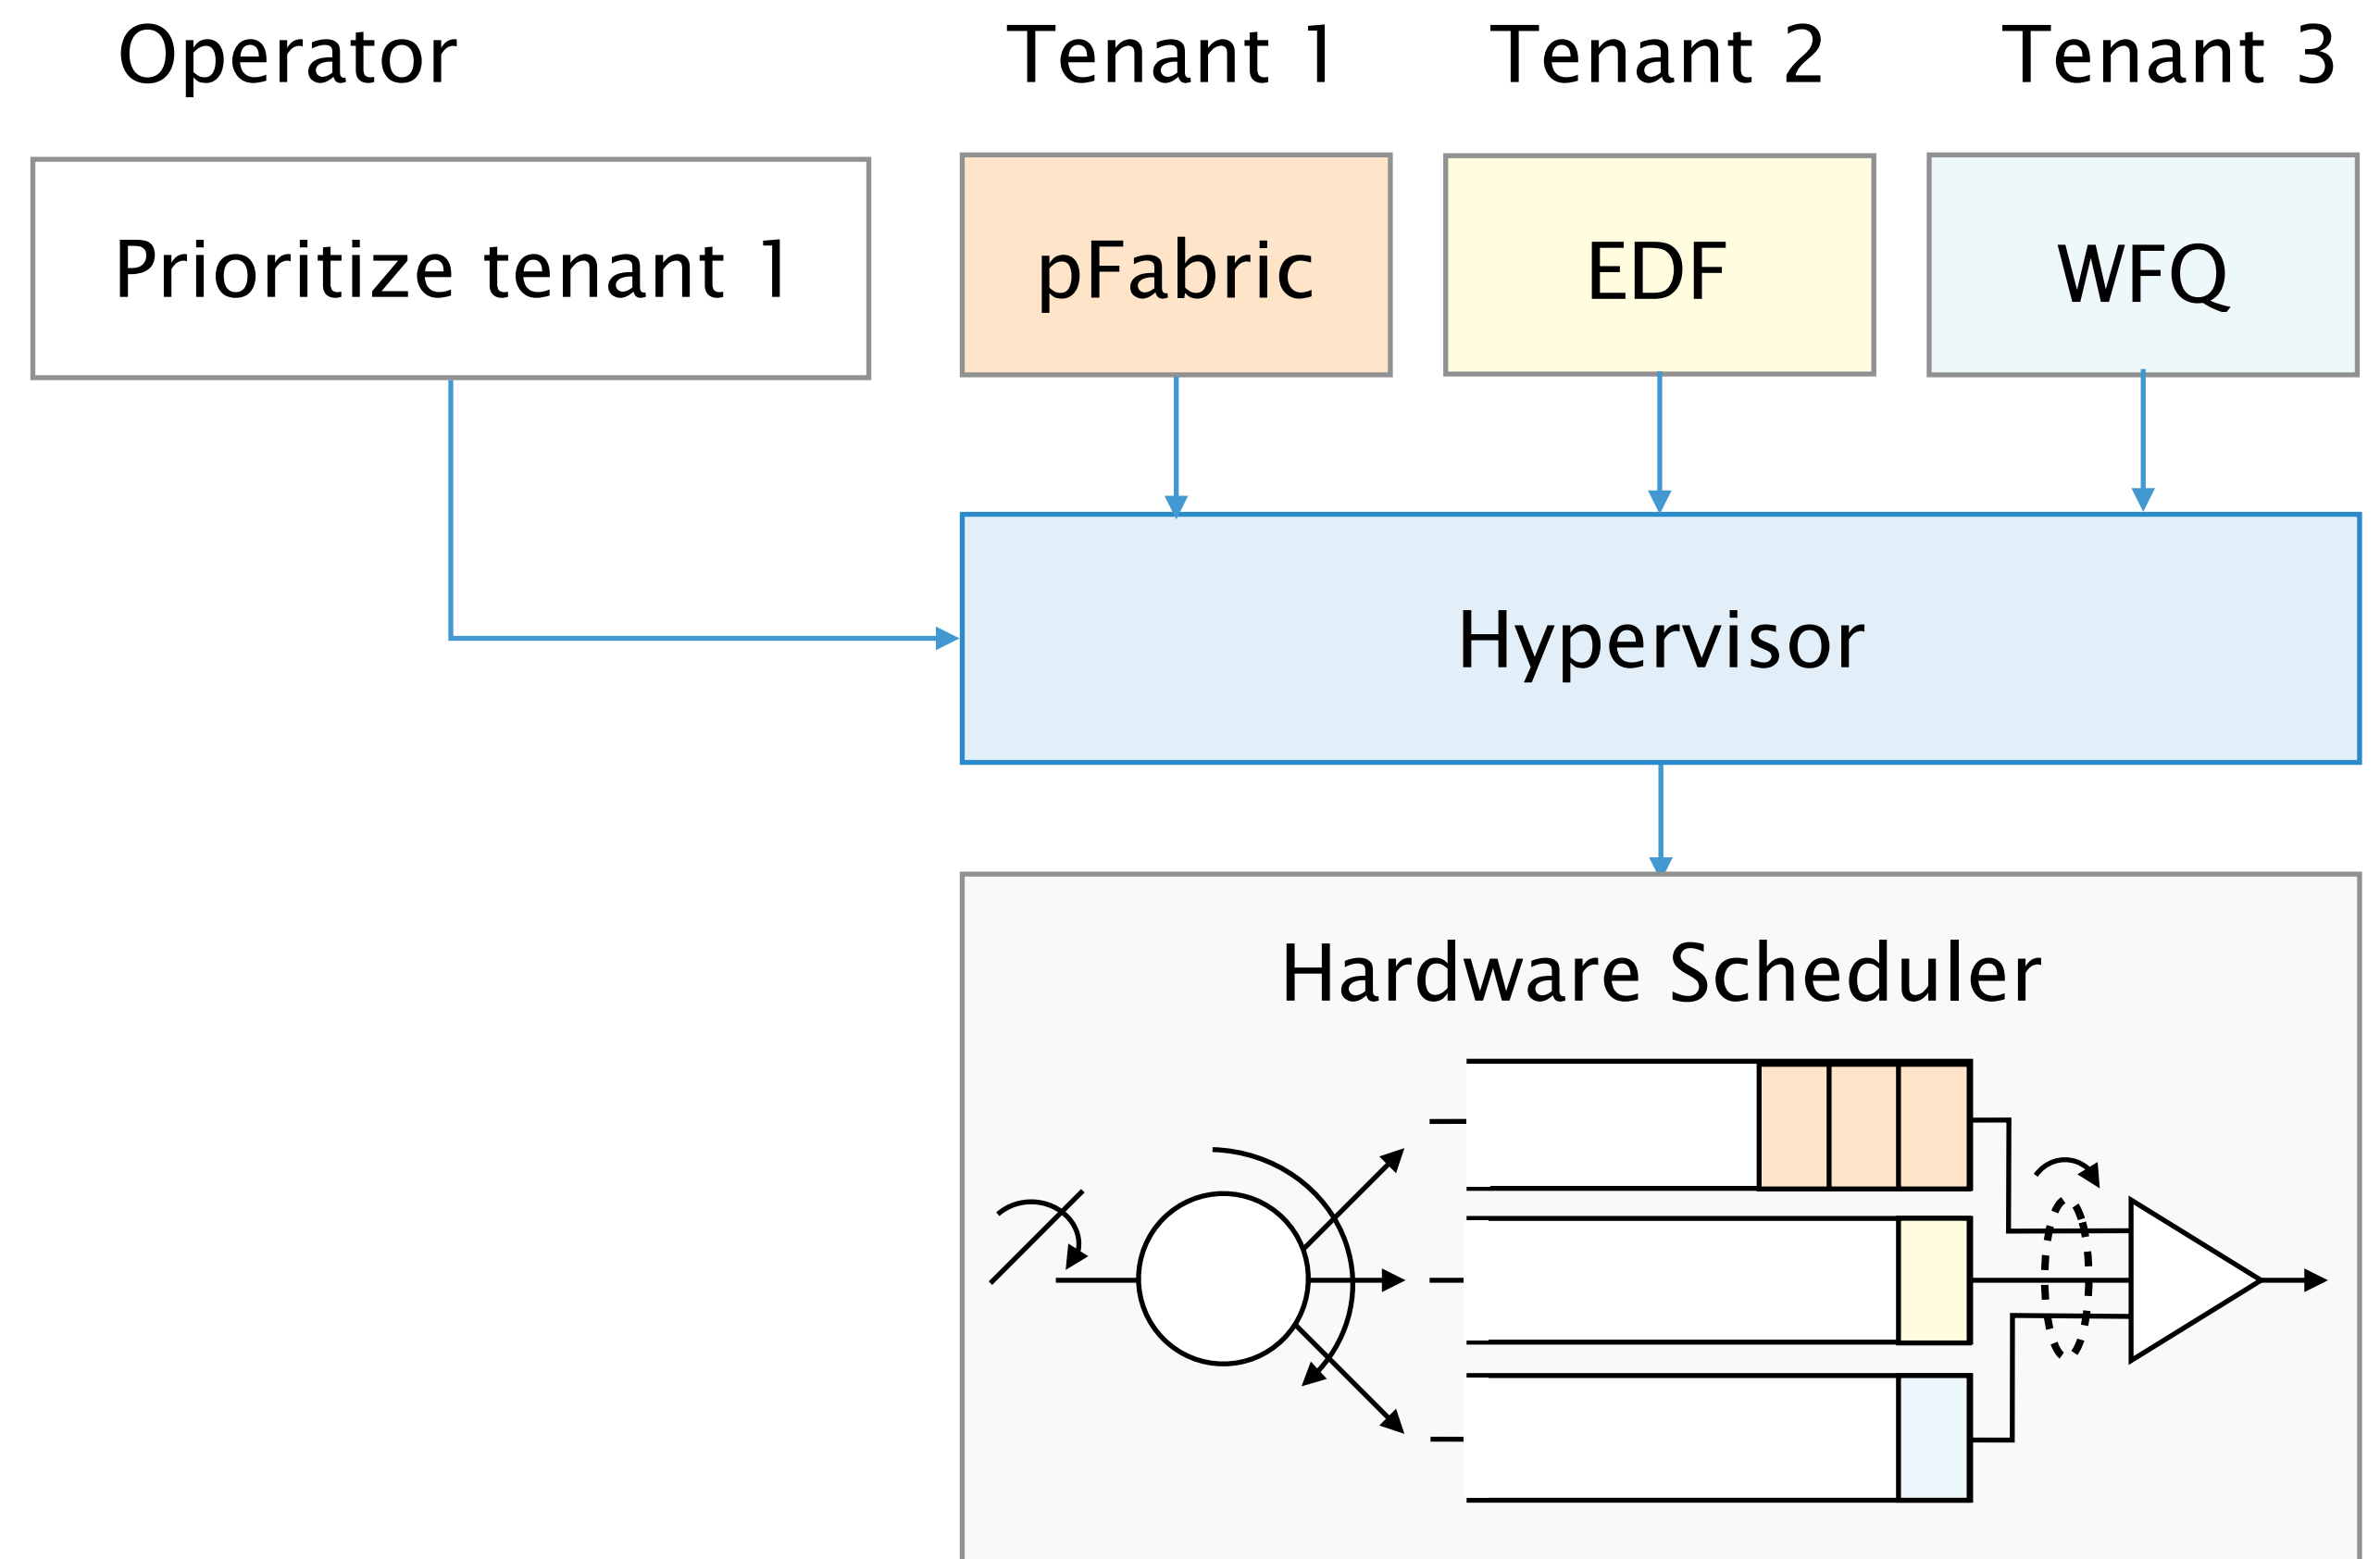 Operator
Tenant 1
Tenant 2
Tenant 3
Prioritize tenant 1
pFabric
EDF
WFQ
Hypervisor
Hardware Scheduler